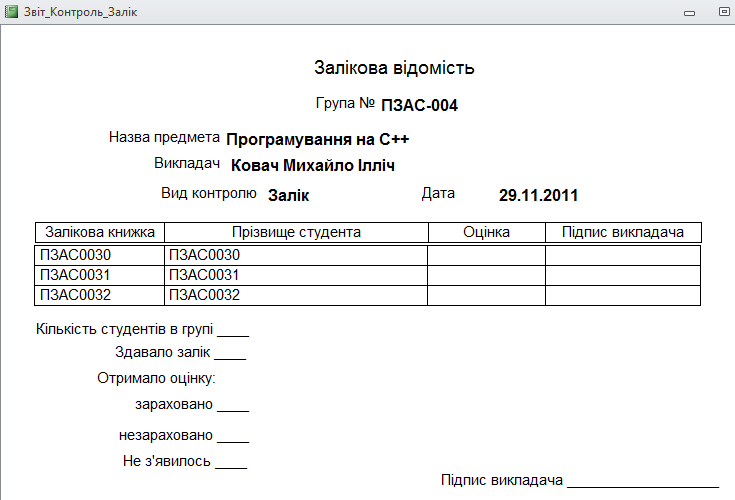 Звіт_Контроль_Залік
Залікова відомість
Група № ПЗАС-004
Назва предмета Програмування на С++
Викладач Ковач Михайло Ілліч
Вид контролю Залік Дата 29.11.2011
Залікова книжка Прізвище студента Оцінка Підпис викладача
ПЗАС0030 ПЗАС0030
ПЗАС0031 ПЗАС0031
ПЗАС0032 ПЗАС0032
Кількість студентів в групі ____
Здавало залік ____
Отримало оцінку:
зараховано ____
незараховано ____
Не з'явилось ____
Підпис викладача ___________________